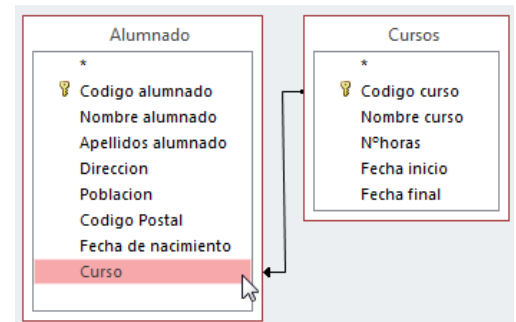 Alumnado
*
Codigo alumnado
Nombre alumnado
Apellidos alumnado
Direccion
Poblacion
Codigo Postal
Fecha de nacimiento
Curso
Cursos
*
Codigo curso
Nombre curso
Nºhoras
Fecha inicio
Fecha final